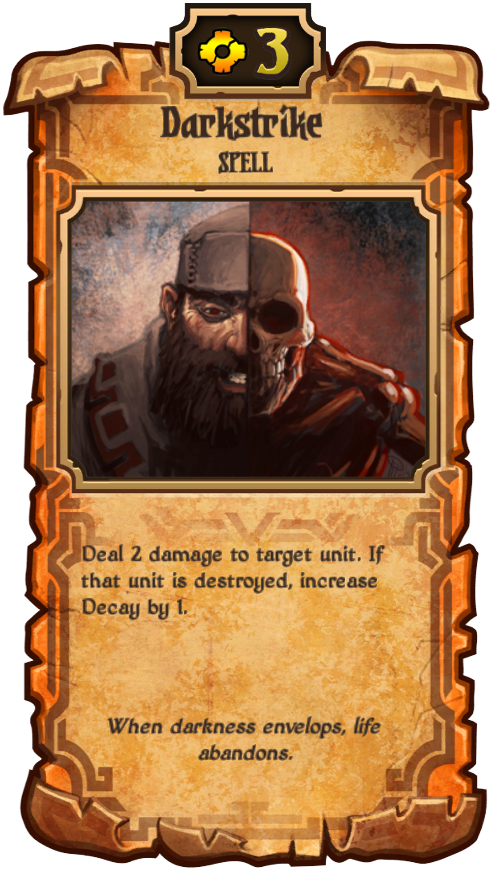 3
Darkstrike
SPELL
Deal 2 damage to target unit. If
that unit is destroyed, increase
Decay by 1.
When darkness envelops, life
abandons.